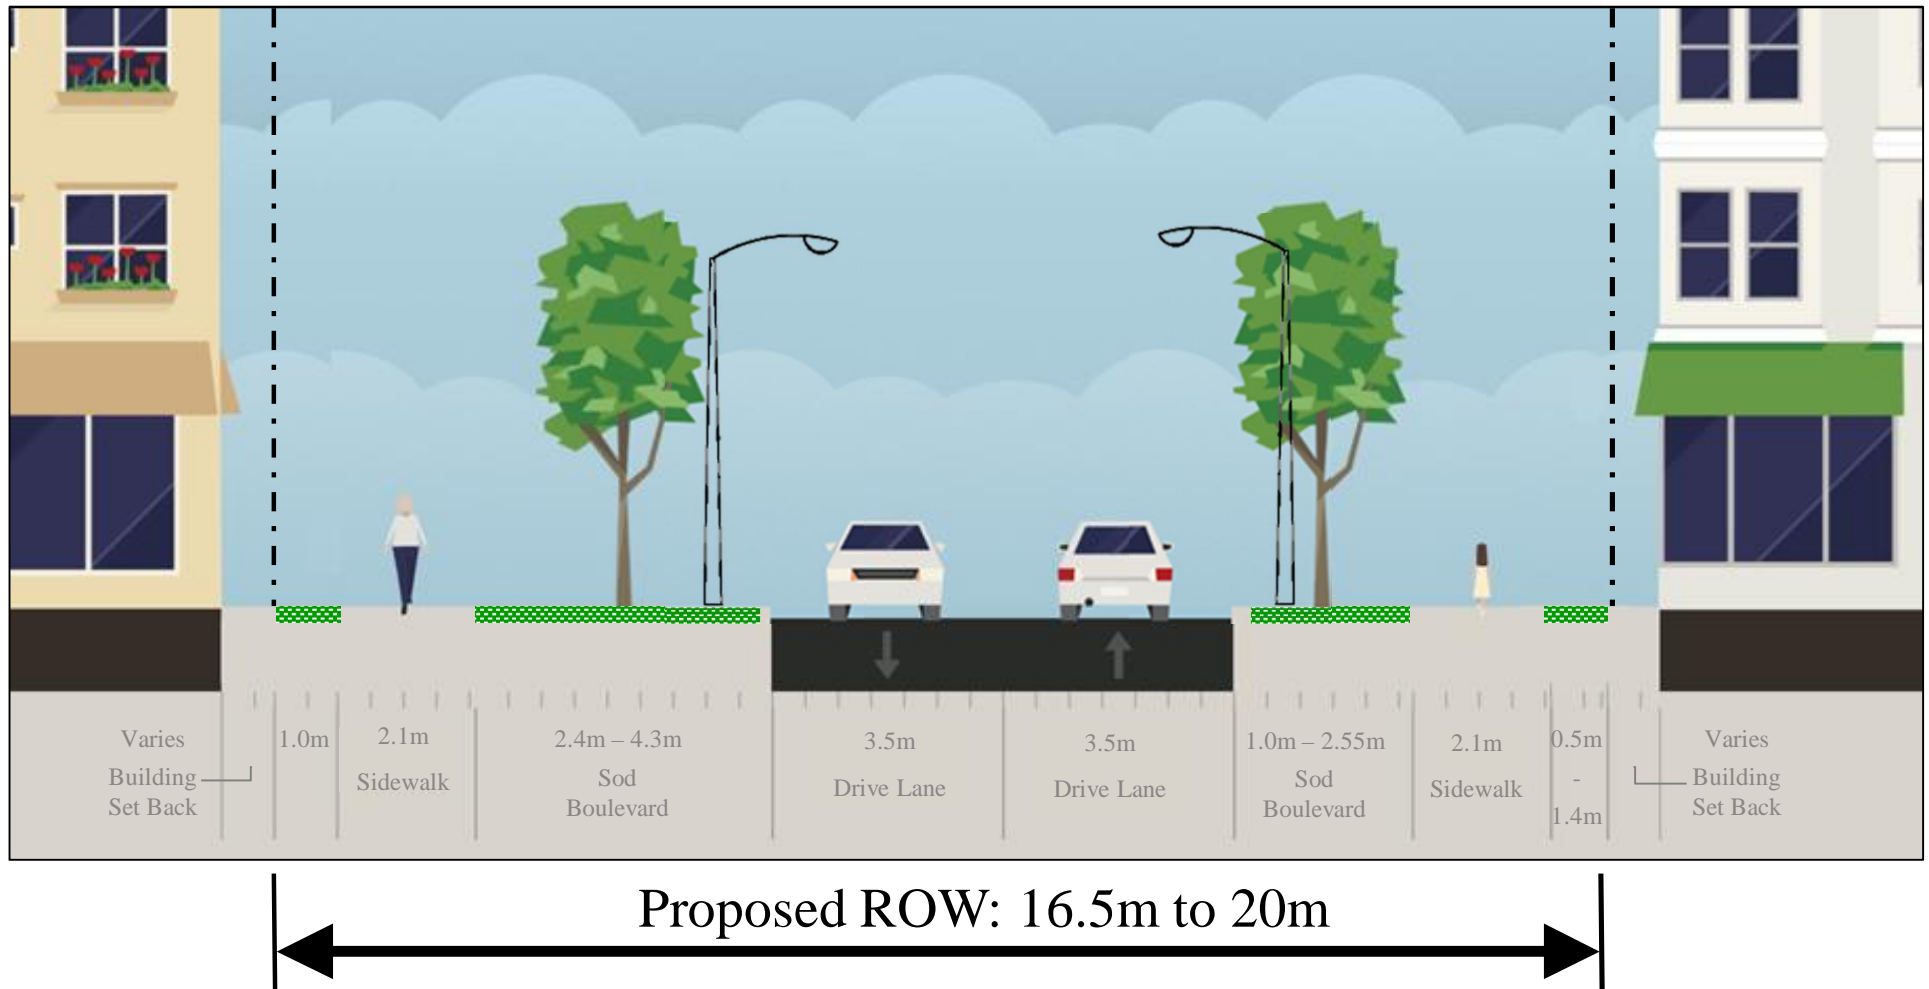 Varies
Building
Set Back
1.0m
2.1m
Sidewalk
2.4m – 4.3m
Sod
Boulevard
3.5m
Drive Lane
3.5m
Drive Lane
1.0m – 2.55m
Sod
Boulevard
2.1m
Sidewalk
0.5m
-
1.4m
Varies
Building
Set Back
Proposed ROW: 16.5m to 20m